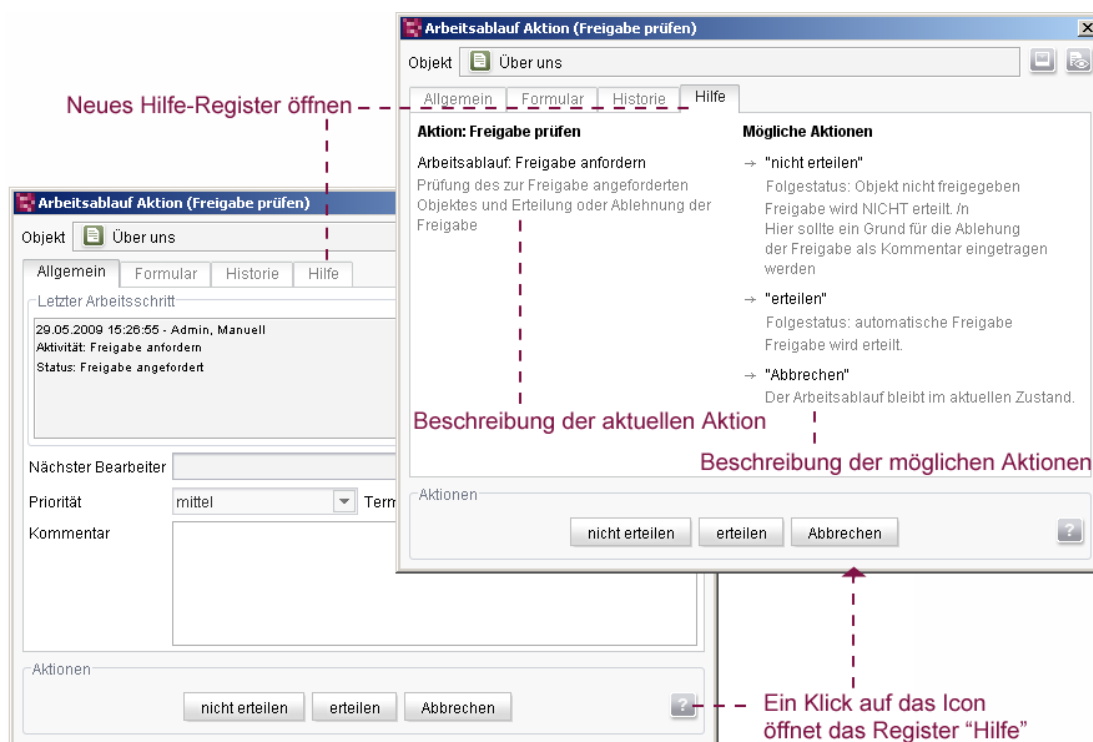 Arbeitsablauf Aktion (Freigabe prüfen)
Objekt Über uns
Allgemein Formular Historie Hilfe
Neues Hilfe-Register öffnen
Aktion: Freigabe prüfen
Arbeitsablauf: Freigabe anfordern
Prüfung des zur Freigabe angeforderten
Objektes und Erteilung oder Ablehnung der
Freigabe
Mögliche Aktionen
→ "nicht erteilen"
Folgestatus: Objekt nicht freigegeben
Freigabe wird NICHT erteilt. /n
Hier sollte ein Grund für die Ablehung
der Freigabe als Kommentar eingetragen
werden
→ "erteilen"
Folgestatus: automatische Freigabe
Freigabe wird erteilt.
→ "Abbrechen"
Der Arbeitsablauf bleibt im aktuellen Zustand.
Beschreibung der aktuellen Aktion
Beschreibung der möglichen Aktionen
Aktionen
nicht erteilen erteilen Abbrechen ?
Arbeitsablauf Aktion (Freigabe prüfen)
Objekt Über uns
Allgemein Formular Historie Hilfe
Letzter Arbeitsschritt
29.05.2009 15:26:55 - Admin, Manuell
Aktivität: Freigabe anfordern
Status: Freigabe angefordert
Nächster Bearbeiter
Priorität mittel Term
Kommentar
Aktionen
nicht erteilen erteilen Abbrechen ?
Ein Klick auf das Icon
öffnet das Register “Hilfe”